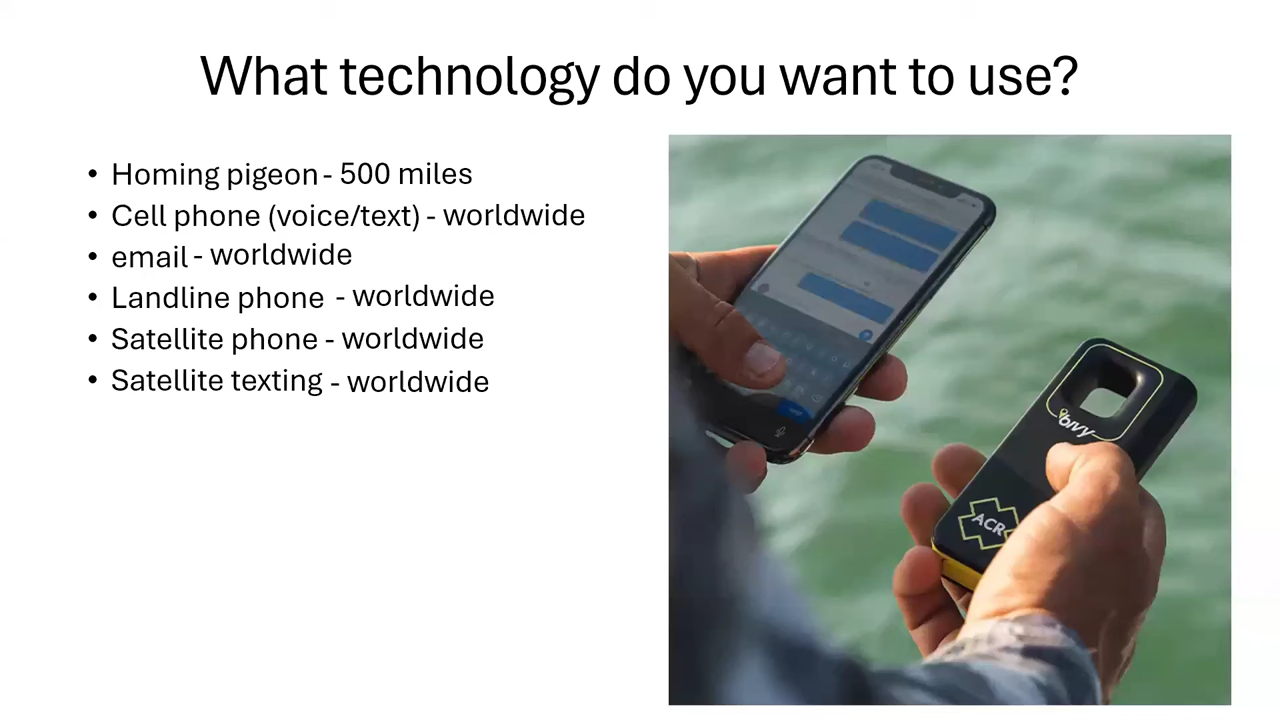 What technology do you want to use?
• Homing pigeon - 500 miles
• Cell phone (voice/text) - worldwide
• email - worldwide
• Landline phone - worldwide
• Satellite phone - worldwide
• Satellite texting - worldwide
bivy
ACR